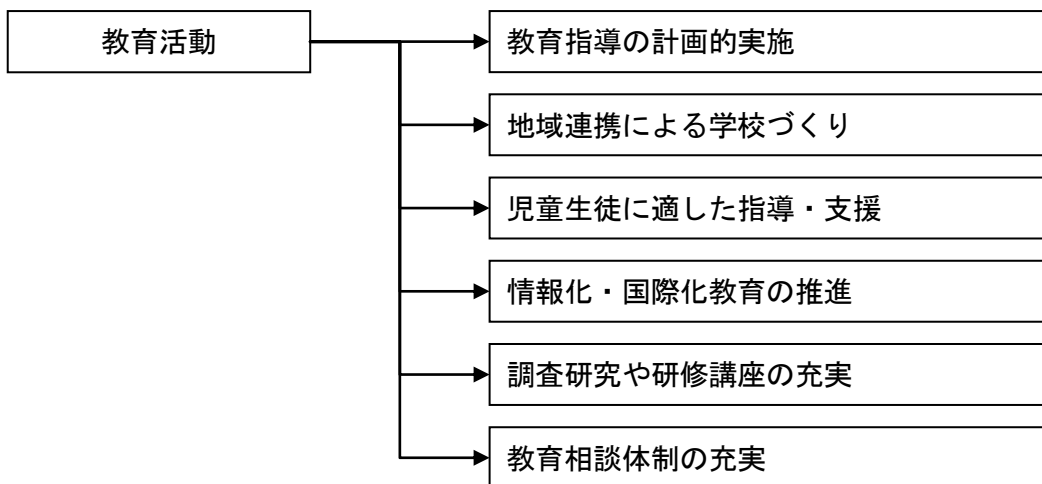 教育活動
教育指導の計画的実施
地域連携による学校づくり
児童生徒に適した指導・支援
情報化・国際化教育の推進
調査研究や研修講座の充実
教育相談体制の充実